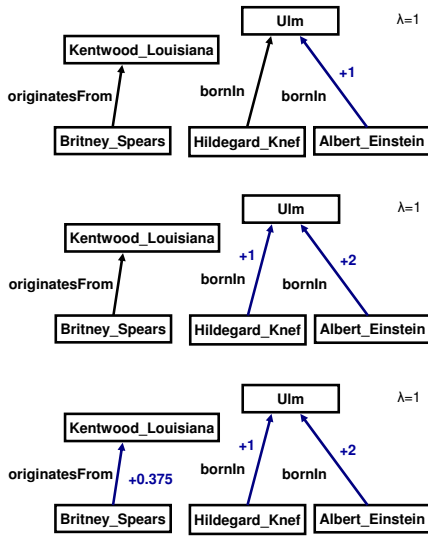 Ulm
λ=1
Kentwood_Louisiana
+1
originatesFrom
bornIn
bornIn
Britney_Spears
Hildegard_Knef
Albert_Einstein
Ulm
λ=1
Kentwood_Louisiana
+1
+2
originatesFrom
bornIn
bornIn
Britney_Spears
Hildegard_Knef
Albert_Einstein
Ulm
λ=1
Kentwood_Louisiana
+1
+2
originatesFrom
+0.375
bornIn
bornIn
Britney_Spears
Hildegard_Knef
Albert_Einstein